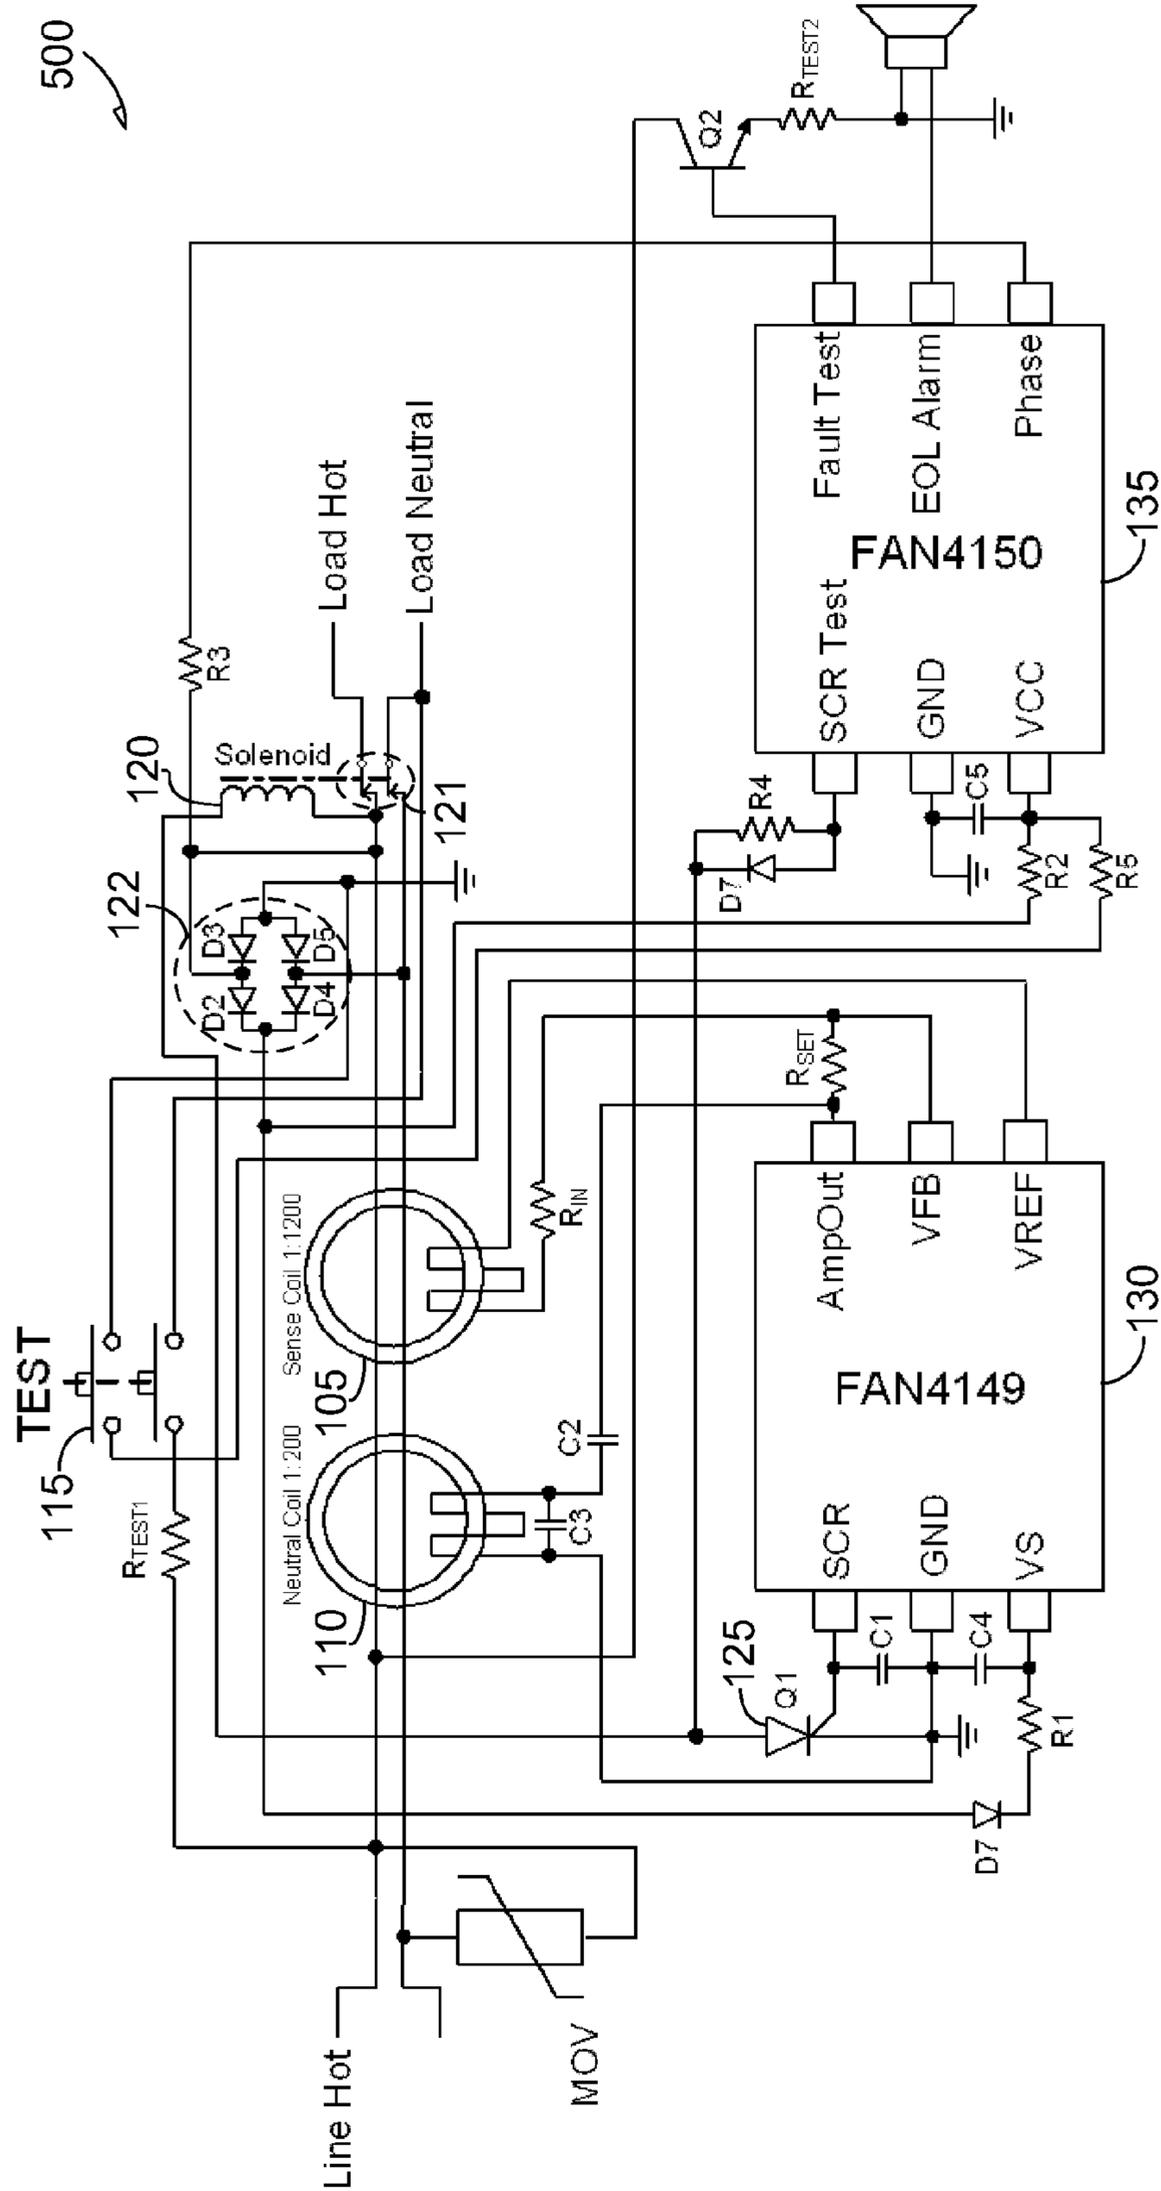 500
TEST
115
RTEST1
122
120
Solenoid
R3
D3
D2
D5
D4
121
Load Hot
Load Neutral
Line Hot
MOV
110
Neutral Coil 1:200
105
Sense Coil 1:1200
C3
C2
RIN
RSET
D7
R4
Q2
RTEST2
125
Q1
C1
C4
R1
D7
SCR
GND
VS
FAN4149
AmpOut
VFB
VREF
130
R2
R5
C5
SCR Test
GND
VCC
FAN4150
Fault Test
EOL Alarm
Phase
135